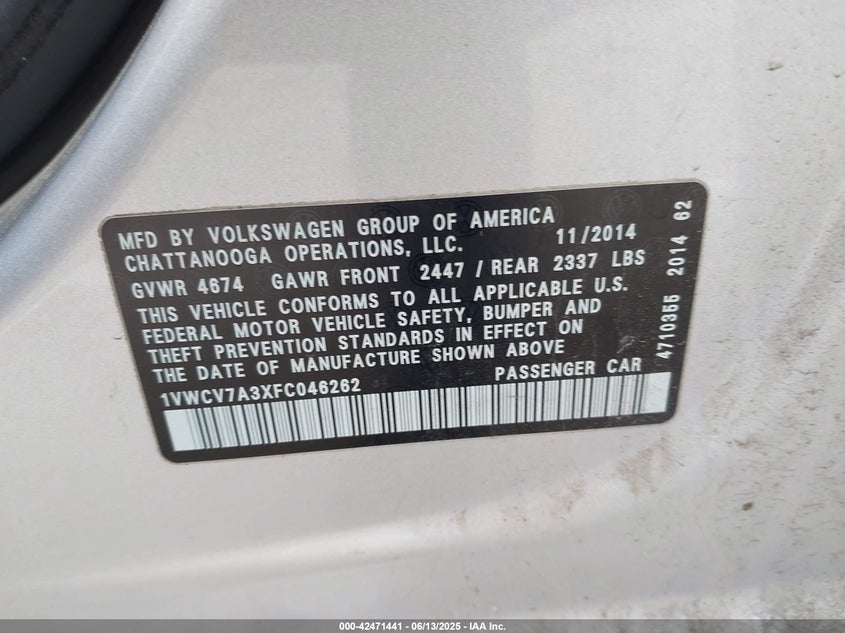 MFD BY VOLKSWAGEN GROUP OF AMERICA
CHATTANOOGA OPERATIONS, LLC. 11/2014
GVWR 4674 GAWR FRONT 2447 / REAR 2337 LBS
THIS VEHICLE CONFORMS TO ALL APPLICABLE U.S.
FEDERAL MOTOR VEHICLE SAFETY, BUMPER AND
THEFT PREVENTION STANDARDS IN EFFECT ON
THE DATE OF MANUFACTURE SHOWN ABOVE
1VWCV7A3XFC046262 PASSENGER CAR
4710355 2014 62
000-42471441 - 06/13/2025 - IAA Inc.